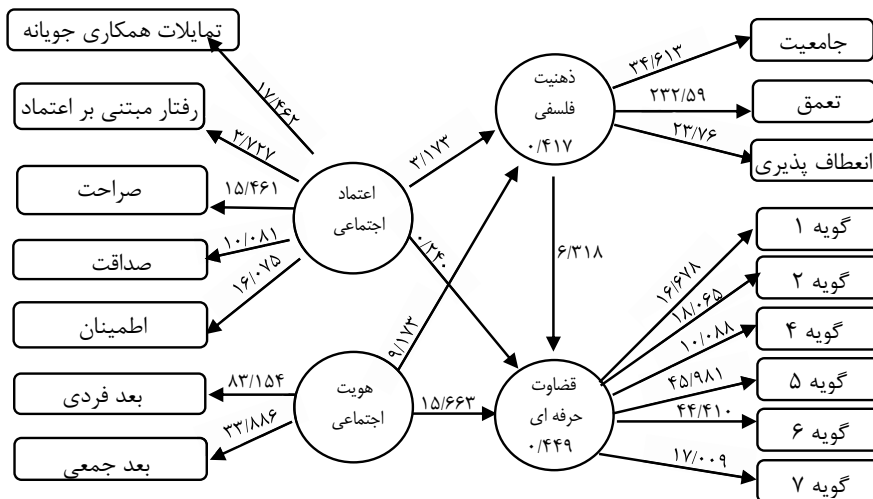 تمایلات همکاری جویانه
رفتار مبتنی بر اعتماد
صراحت
صداقت
اطمینان
بعد فردی
بعد جمعی
۱۷/۴۶۲
۳/۷۲۷
۱۵/۴۶۱
۱۰/۰۸۱
۱۶/۰۷۵
۸۳/۱۵۴
۳۳/۸۸۶
اعتماد
اجتماعی
هویت
اجتماعی
۳/۱۷۳
۰/۲۴۰
۹/۱۷۳
۱۵/۶۶۳
۶/۳۱۸
ذهنیت
فلسفی
۰/۴۱۷
قضاوت
حرفه ای
۰/۴۴۹
۳۴/۶۱۳
۲۳۲/۵۹
۲۳/۷۶
۱۶/۶۷۸
۱۸/۰۶۵
۱۰/۰۸۸
۴۵/۹۸۱
۴۴/۴۱۰
۱۷/۰۰۹
جامعیت
تعمق
انعطاف پذیری
گویه ۱
گویه ۲
گویه ۴
گویه ۵
گویه ۶
گویه ۷